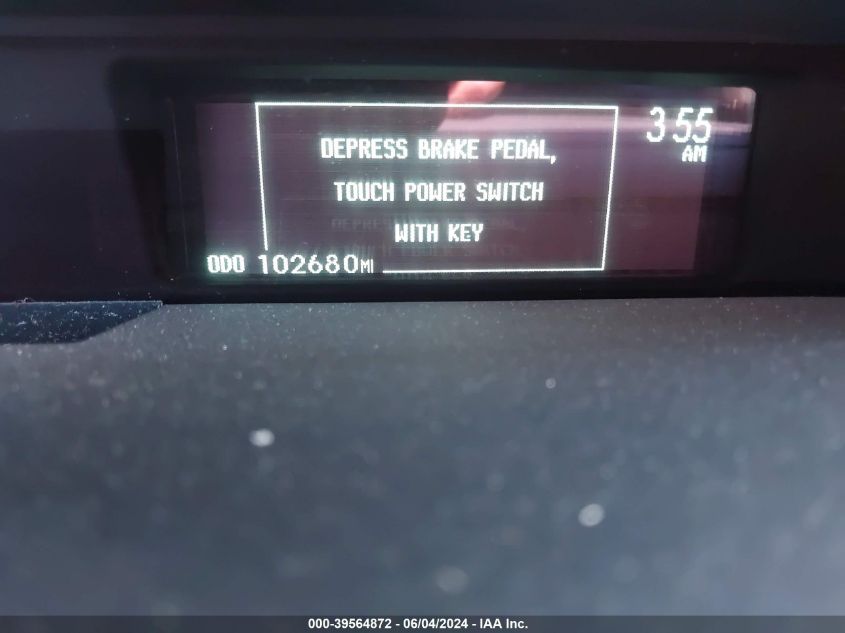 DEPRESS BRAKE PEDAL,
TOUCH POWER SWITCH
WITH KEY
3 55
AM
ODO 102680MI
000-39564872 - 06/04/2024 - IAA Inc.